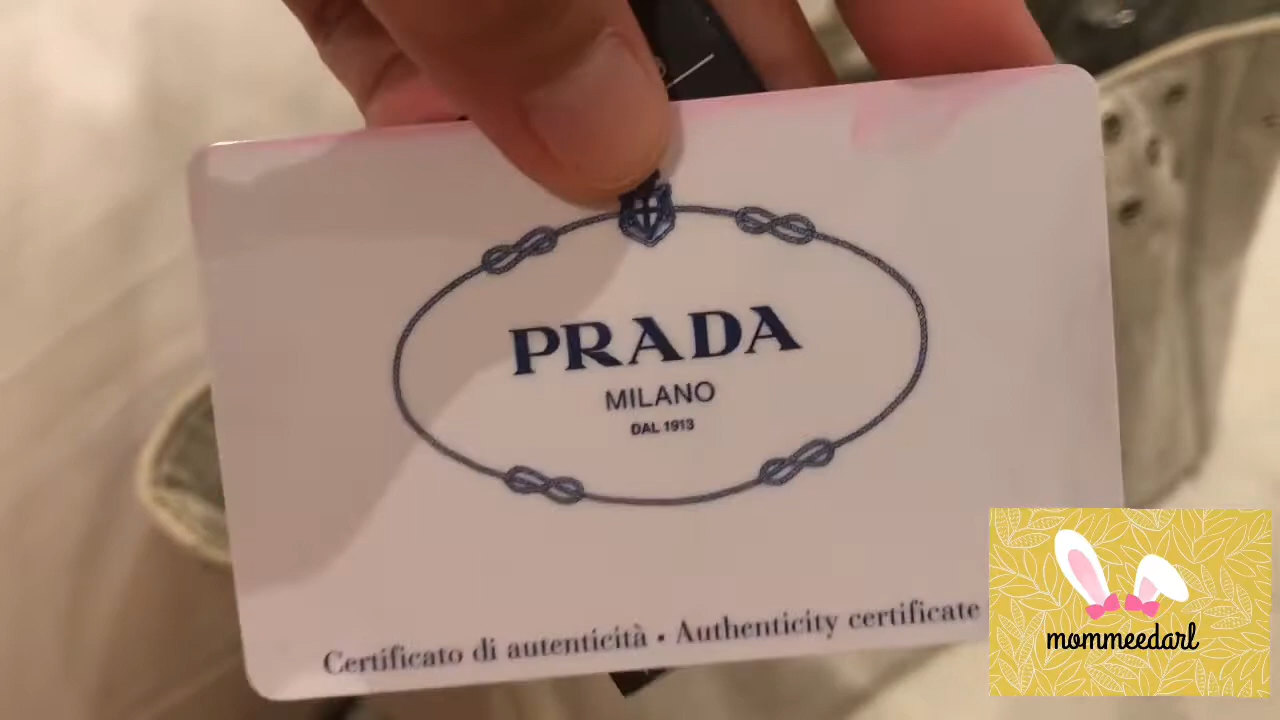 PRADA
MILANO
DAL 1913
Certificato di autenticità • Authenticity certificate
mommeedarl